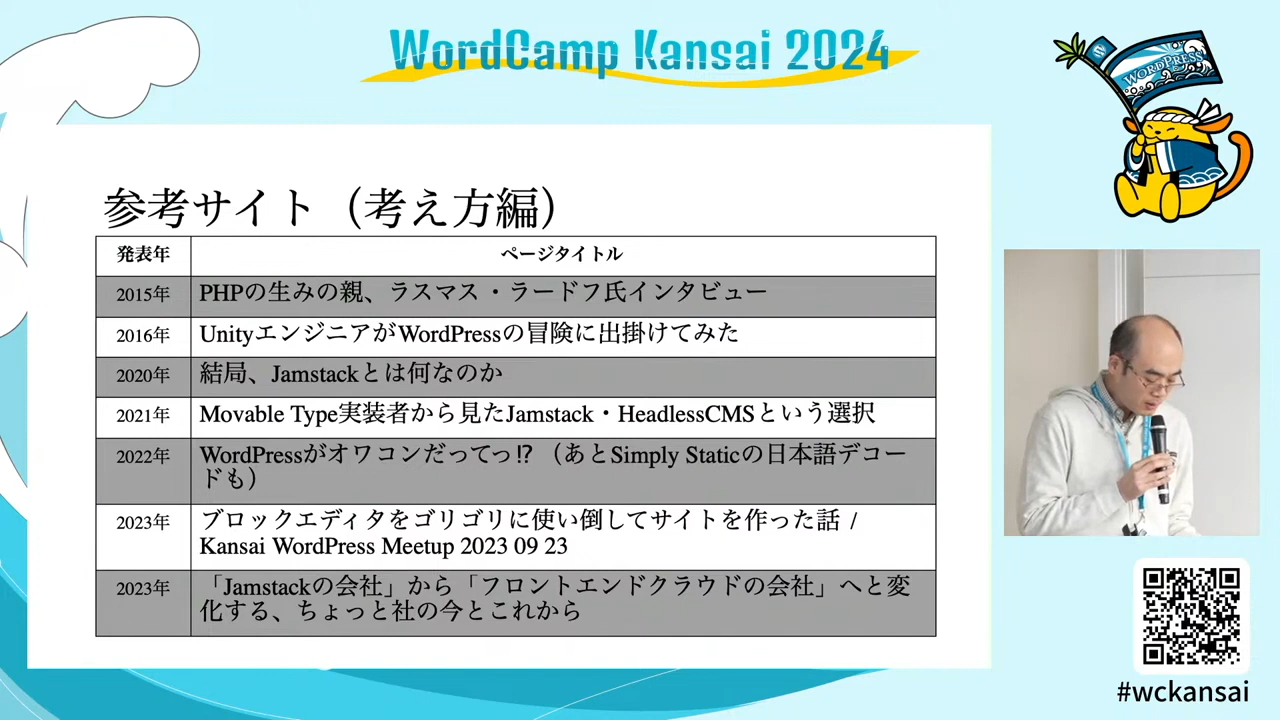 WordCamp Kansai 2024
WORDPRESS
参考サイト（考え方編）
発表年 ページタイトル
2015年 PHPの生みの親、ラスマス・ラードフ氏インタビュー
2016年 UnityエンジニアがWordPressの冒険に出掛けてみた
2020年 結局、Jamstackとは何なのか
2021年 Movable Type実装者から見たJamstack・HeadlessCMSという選択
2022年 WordPressがオワコンだってっ⁉（あとSimply Staticの日本語デコー
ドも）
2023年 ブロックエディタをゴリゴリに使い倒してサイトを作った話 /
Kansai WordPress Meetup 2023 09 23
2023年 「Jamstackの会社」から「フロントエンドクラウドの会社」へと変
化する、ちょっと社の今とこれから
#wckansai